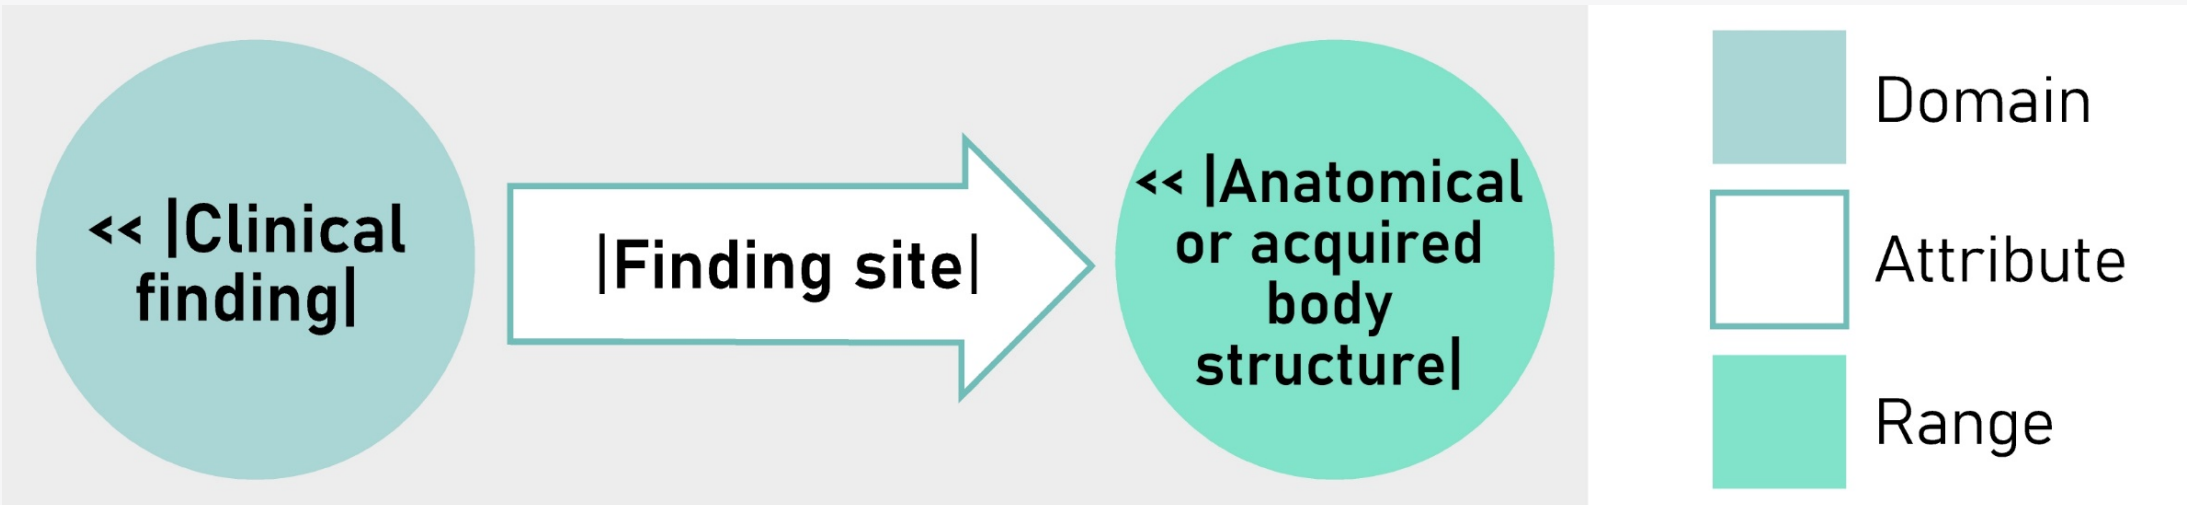 << |Clinical
finding|
|Finding site|
<< |Anatomical
or acquired
body
structure|
Domain
Attribute
Range